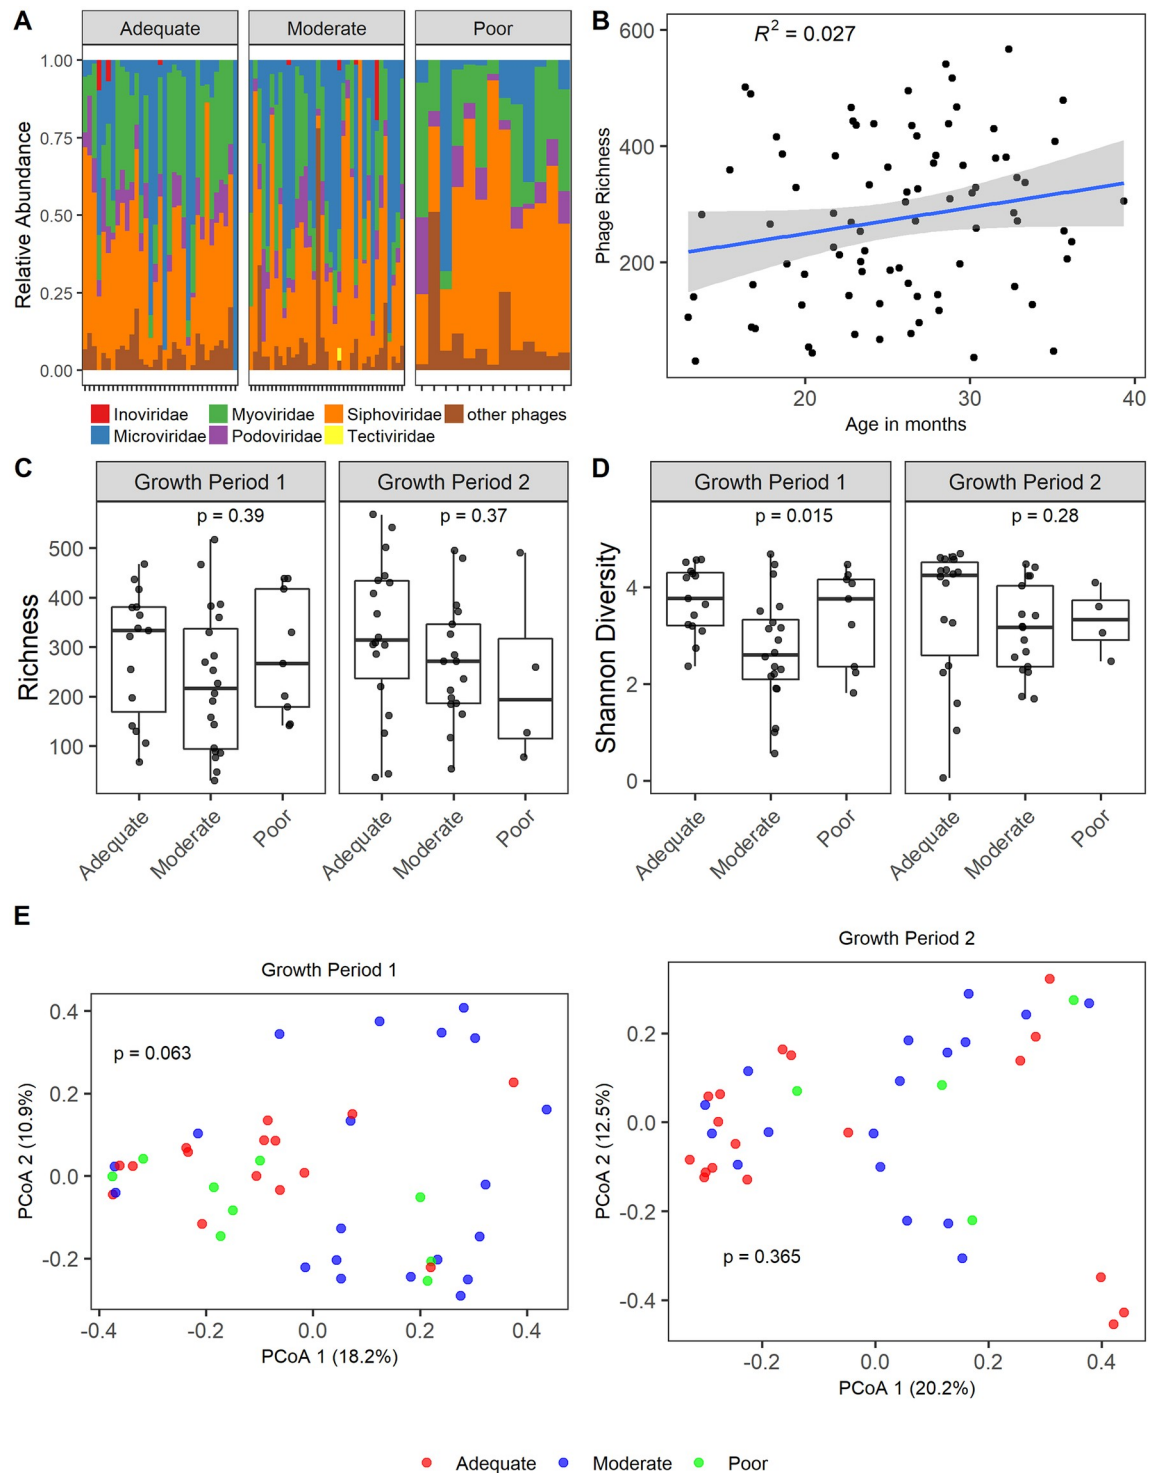 A
Adequate Moderate Poor
Relative Abundance
1.00
0.75
0.50
0.25
0.00
Inoviridae Myoviridae Siphoviridae other phages
Microviridae Podoviridae Tectiviridae
B
R² = 0.027
Phage Richness
600
400
200
20 30 40
Age in months
C
Growth Period 1 Growth Period 2
p = 0.39 p = 0.37
Richness
500
400
300
200
100
Adequate Moderate Poor Adequate Moderate Poor
D
Growth Period 1 Growth Period 2
p = 0.015 p = 0.28
Shannon Diversity
4
2
0
Adequate Moderate Poor Adequate Moderate Poor
E
Growth Period 1
p = 0.063
PCoA 2 (10.9%)
0.4
0.2
0.0
-0.2
-0.4 -0.2 0.0 0.2 0.4
PCoA 1 (18.2%)
Growth Period 2
PCoA 2 (12.5%)
0.2
0.0
-0.2
-0.4
p = 0.365
-0.2 0.0 0.2 0.4
PCoA 1 (20.2%)
Adequate Moderate Poor